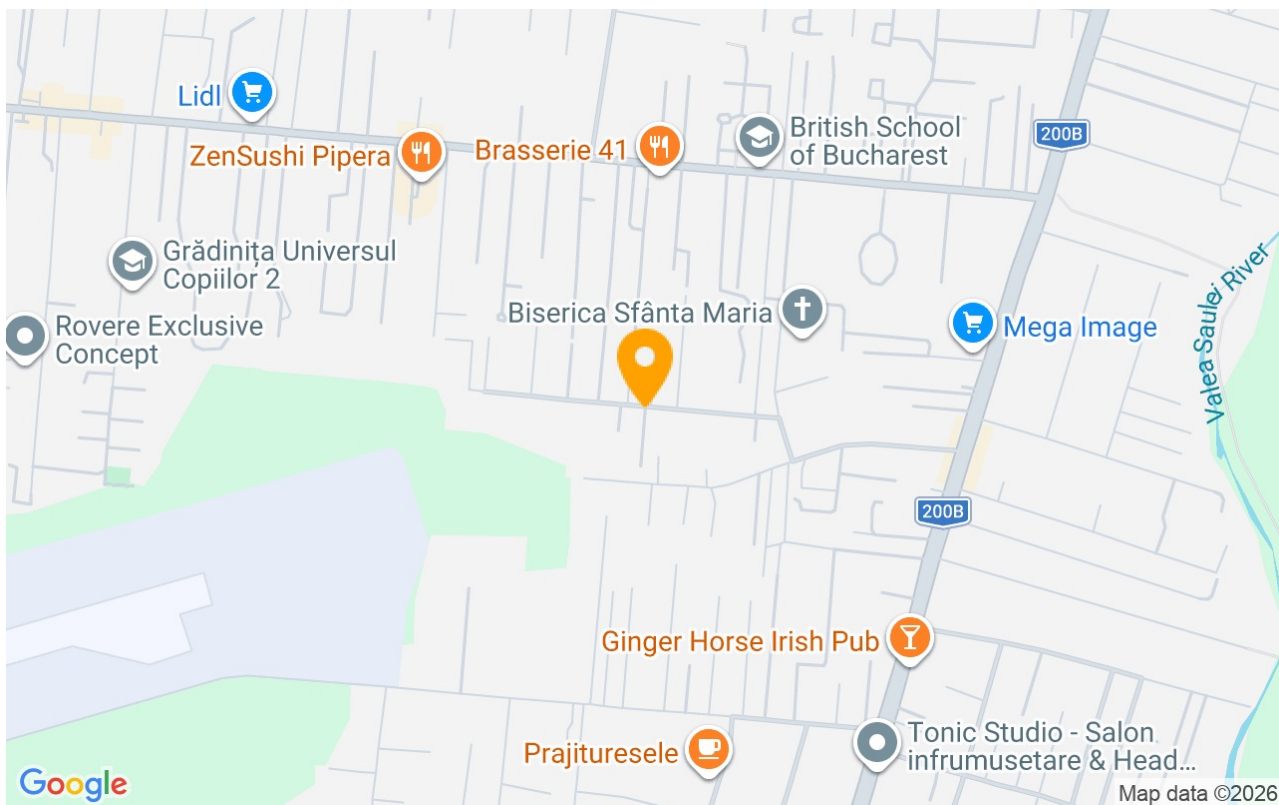 Lidl
ZenSushi Pipera
Brasserie 41
British School
of Bucharest
200B
Grădinița Universul
Copiilor 2
Valea Saulei River
Biserica Sfânta Maria
Rovere Exclusive
Concept
Mega Image
200B
Ginger Horse Irish Pub
Prajituresele
Tonic Studio - Salon
infrumusetare & Head...
Google
Map data ©2026